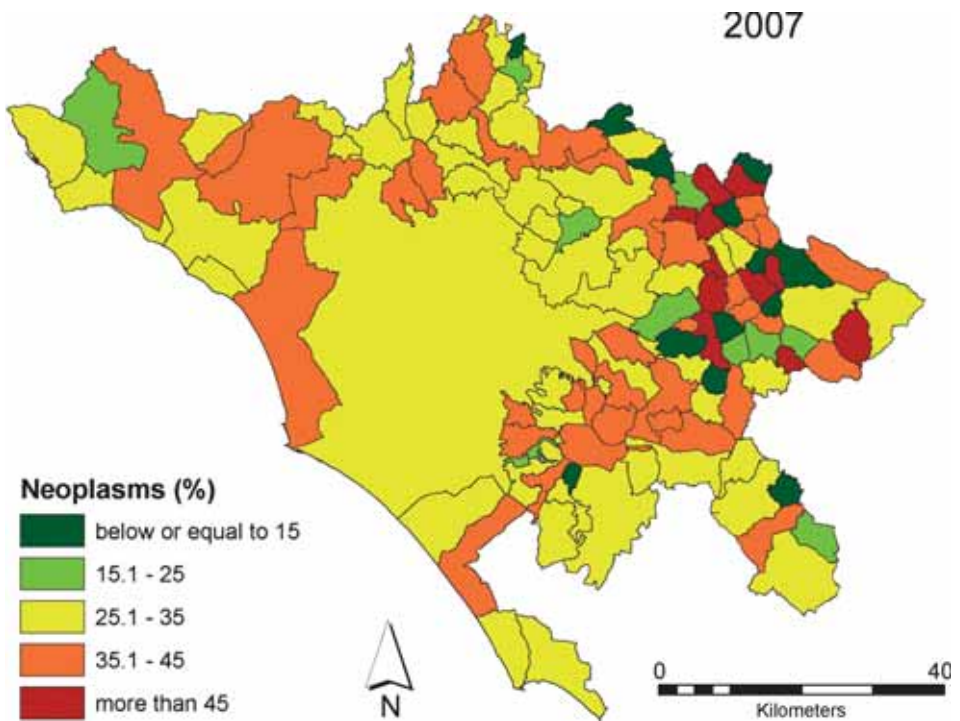 2007
Neoplasms (%)
below or equal to 15
15.1 - 25
25.1 - 35
35.1 - 45
more than 45
N
0 40
Kilometers